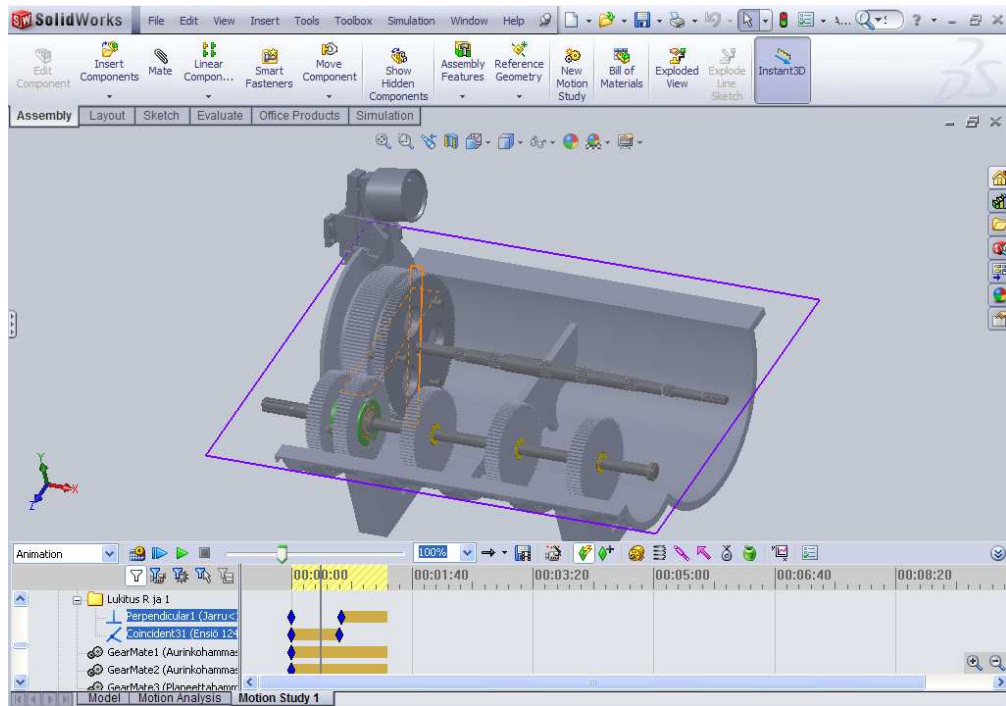 SolidWorks File Edit View Insert Tools Toolbox Simulation Window Help
Edit Component
Insert Components
Mate
Linear Compon...
Smart Fasteners
Move Component
Show Hidden Components
Assembly Features
Reference Geometry
New Motion Study
Bill of Materials
Exploded View
Explode Line Sketch
Instant3D
Assembly Layout Sketch Evaluate Office Products Simulation
Y
X
Z
Animation 100%
00:00:00 00:01:40 00:03:20 00:05:00 00:06:40 00:08:20
Lukitus R ja 1
Perpendicular1 (Jarru<
Coincident31 (Ensiö 124
GearMate1 (Aurinkohammas
GearMate2 (Aurinkohammas
GearMate3 (Planeettahamm
Model Motion Analysis Motion Study 1